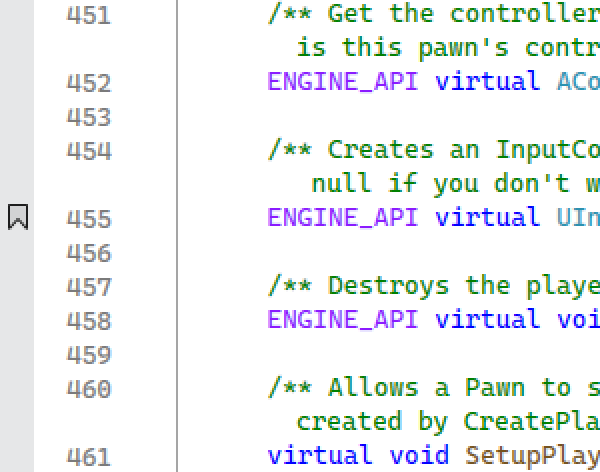 451 /** Get the controller
is this pawn's contr
452 ENGINE_API virtual ACo
453
454 /** Creates an InputCo
null if you don't w
455 ENGINE_API virtual UIn
456
457 /** Destroys the playe
458 ENGINE_API virtual voi
459
460 /** Allows a Pawn to s
created by CreatePla
461 virtual void SetupPlay